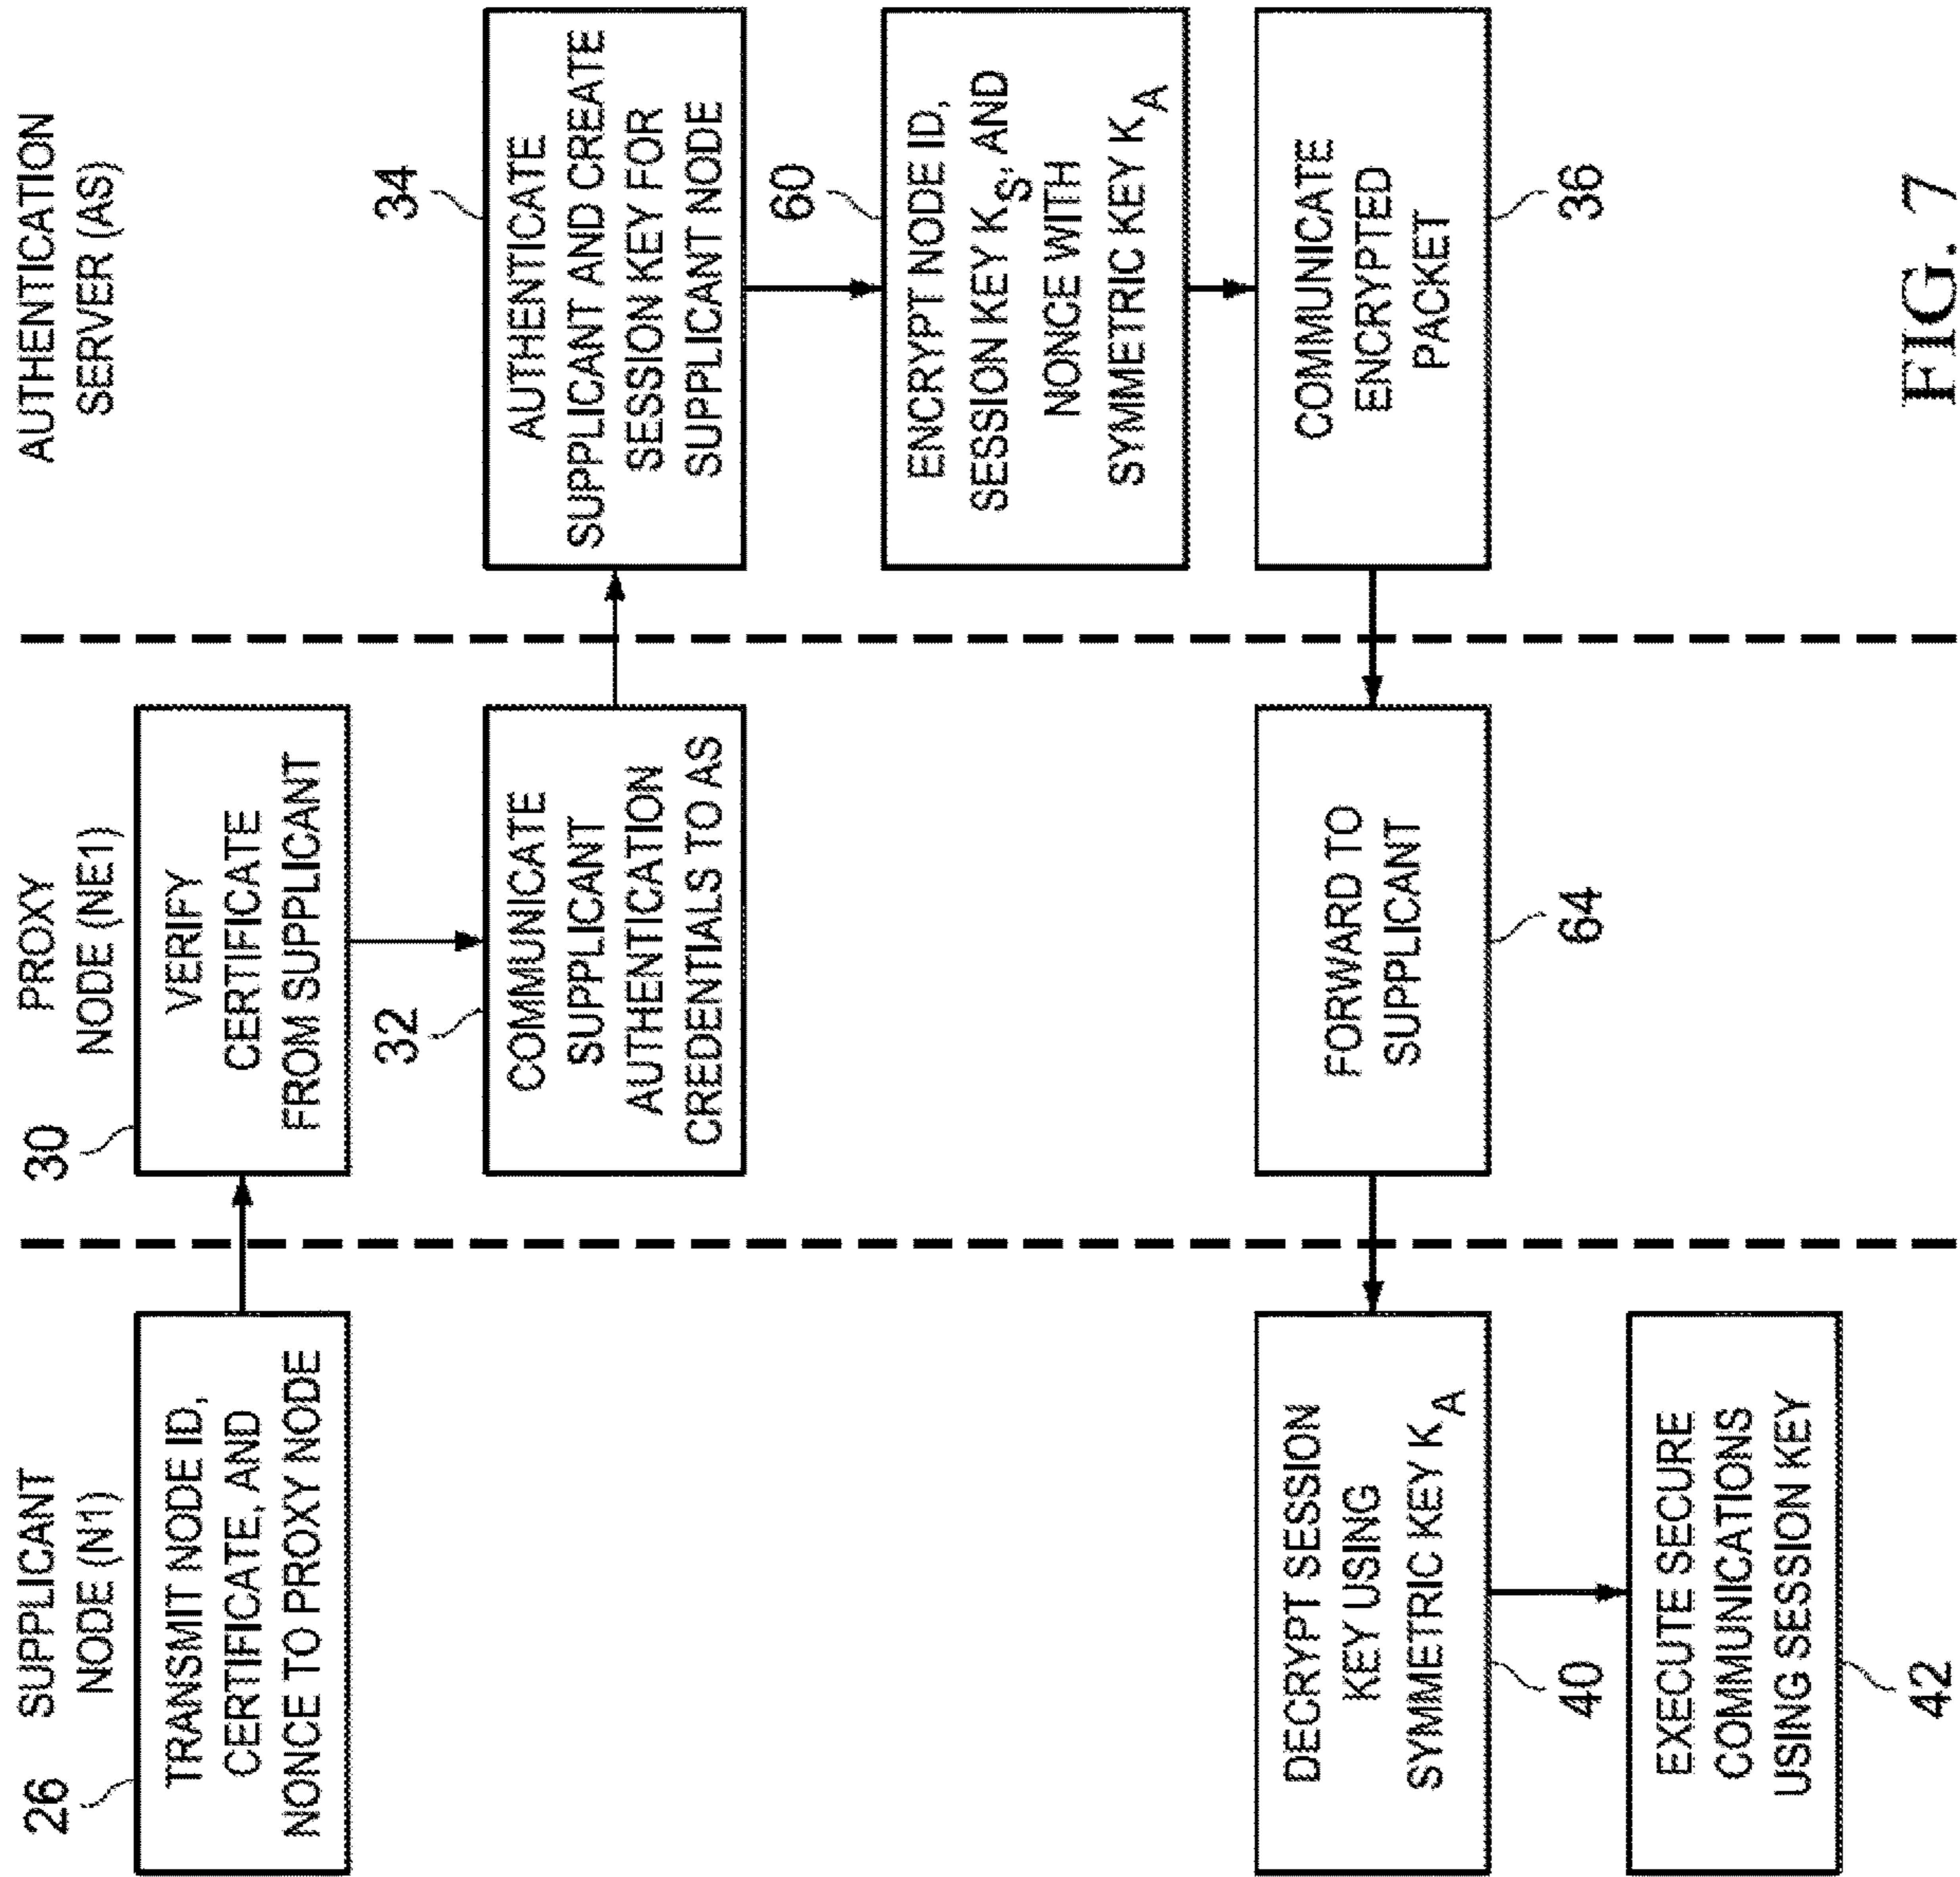 SUPPLICANT
NODE (N1)
PROXY
NODE (NE1)
AUTHENTICATION
SERVER (AS)
26
TRANSMIT NODE ID,
CERTIFICATE, AND
NONCE TO PROXY NODE
30
VERIFY
CERTIFICATE
FROM SUPPLICANT
32
COMMUNICATE
SUPPLICANT
AUTHENTICATION
CREDENTIALS TO AS
34
AUTHENTICATE
SUPPLICANT AND CREATE
SESSION KEY FOR
SUPPLICANT NODE
60
ENCRYPT NODE ID,
SESSION KEY K_S, AND
NONCE WITH
SYMMETRIC KEY K_A
COMMUNICATE
ENCRYPTED
PACKET
36
FORWARD TO
SUPPLICANT
64
DECRYPT SESSION
KEY USING
SYMMETRIC KEY K_A
40
EXECUTE SECURE
COMMUNICATIONS
USING SESSION KEY
42
FIG. 7